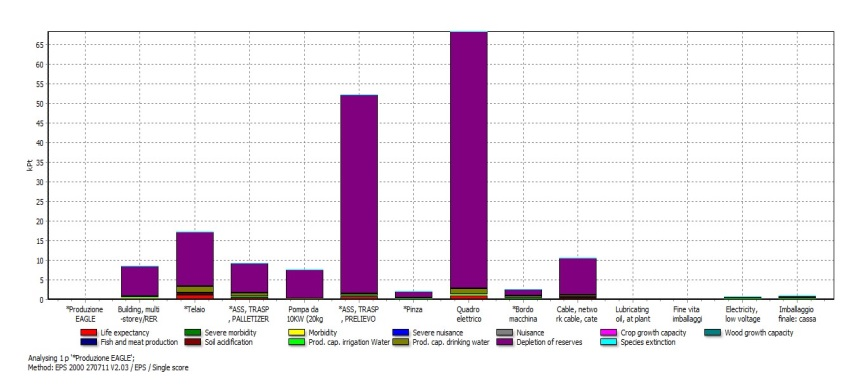 65
60
55
50
45
40
35
30
25
20
15
10
5
0
kPt
*Produzione EAGLE
Building, multi -storey/RER
*Telaio
*ASS, TRASP , PALLETIZER
Pompa da 10KW (20kg
*ASS, TRASP , PRELIEVO
*Pinza
Quadro elettrico
*Bordo macchina
Cable, netwo rk cable, cate
Lubricating oil, at plant
Fine vita imballaggi
Electricity, low voltage
Imballaggio finale: cassa
Life expectancy
Severe morbidity
Morbidity
Severe nuisance
Nuisance
Crop growth capacity
Wood growth capacity
Fish and meat production
Soil acidification
Prod. cap. irrigation Water
Prod. cap. drinking water
Depletion of reserves
Species extinction
Analysing 1 p '*Produzione EAGLE';
Method: EPS 2000 270711 V2.03 / EPS / Single score